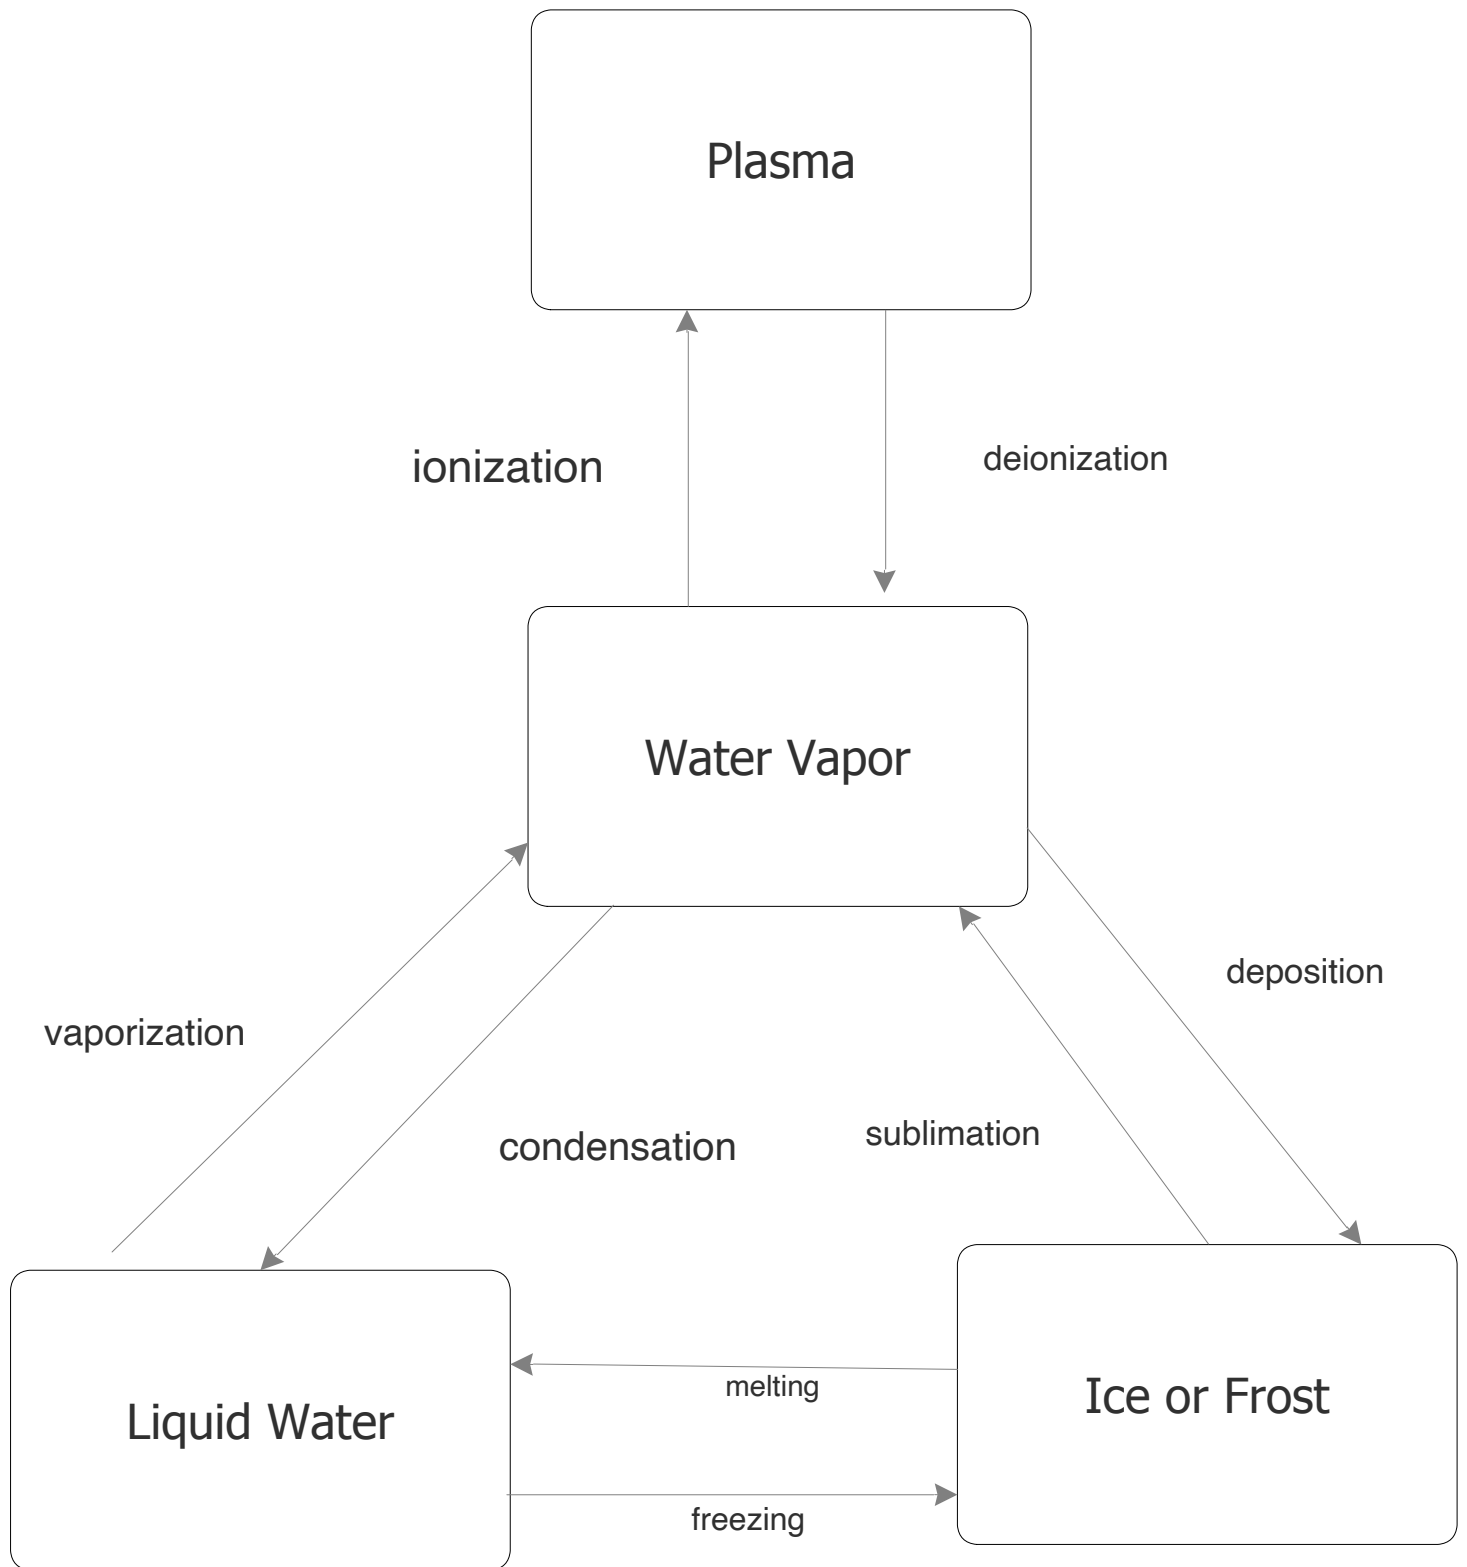 Plasma
ionization
deionization
Water Vapor
deposition
vaporization
condensation
sublimation
melting
Ice or Frost
Liquid Water
freezing